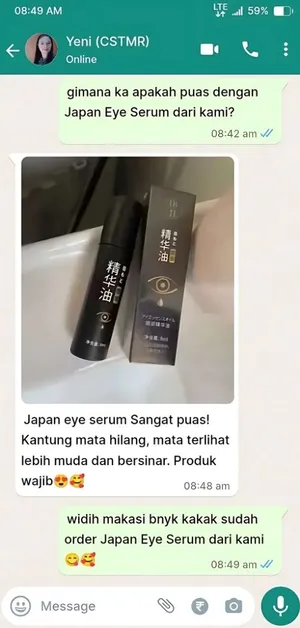 08:49 AM
LTE
59%
Yeni (CSTMR)
Online
gimana ka apakah puas dengan
Japan Eye Serum dari kami?
08:42 am
精华油
精华油
Japan eye serum Sangat puas!
Kantung mata hilang, mata terlihat
lebih muda dan bersinar. Produk
wajib😍🥰
08:48 am
widih makasi bnyk kakak sudah
order Japan Eye Serum dari kami
😋🥰
08:49 am
Message